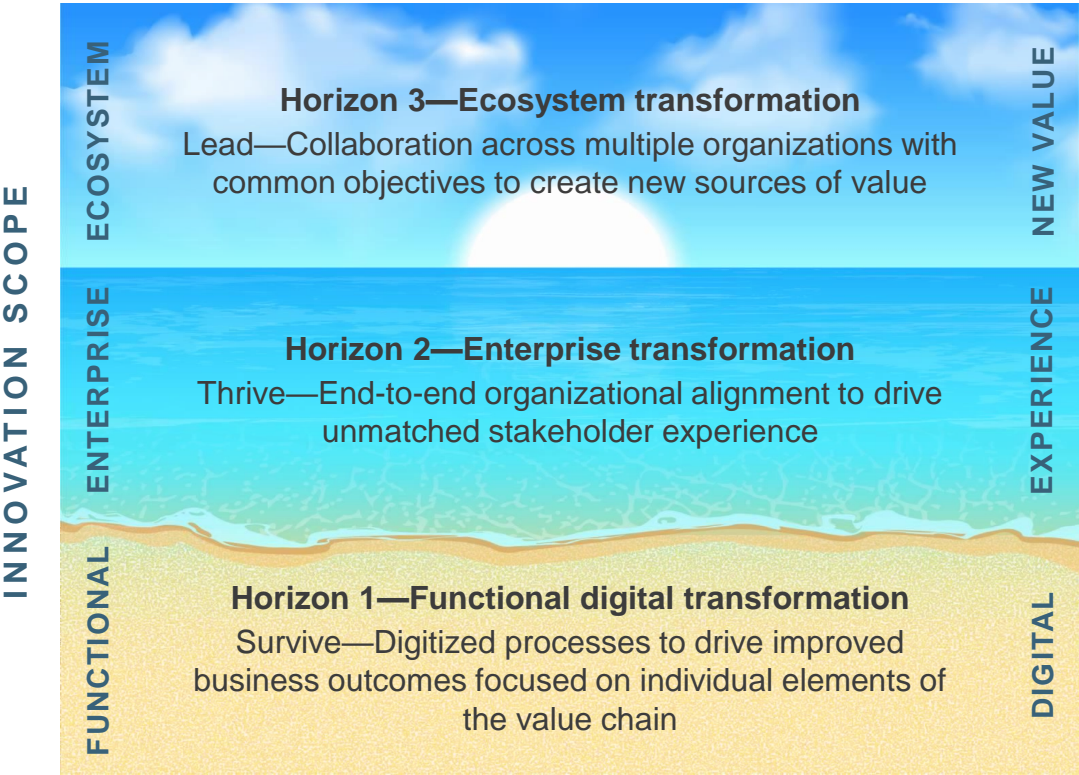 INNOVATION SCOPE
ECOSYSTEM
Horizon 3—Ecosystem transformation
Lead—Collaboration across multiple organizations with
common objectives to create new sources of value
NEW VALUE
ENTERPRISE
Horizon 2—Enterprise transformation
Thrive—End-to-end organizational alignment to drive
unmatched stakeholder experience
EXPERIENCE
FUNCTIONAL
Horizon 1—Functional digital transformation
Survive—Digitized processes to drive improved
business outcomes focused on individual elements of
the value chain
DIGITAL